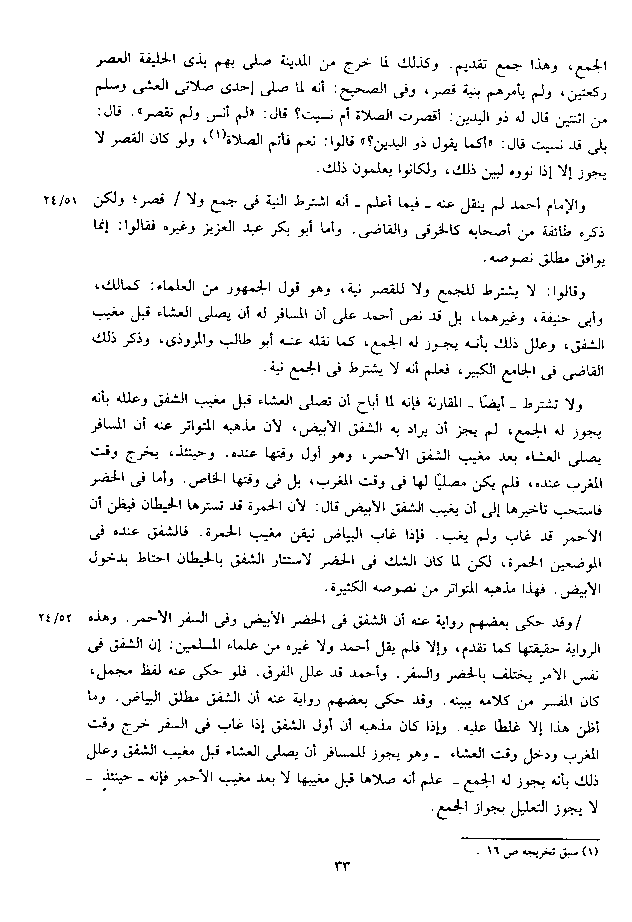 الجمع، وهذا جمع تقديم. وكذلك لما خرج من المدينة صلى بهم بذى الحليفة العصر
ركعتين، ولم يأمرهم بنية قصر، وفى الصحيح: أنه لما صلى إحدى صلاتى العشى وسلم
من اثنتين قال له ذو اليدين: أقصرت الصلاة أم نسيت؟ قال: «لم أنس ولم تقصر». قال:
بلى قد نسيت قال: «أكما يقول ذو اليدين؟» قالوا: نعم فأتم الصلاة(١)، ولو كان القصر لا
يجوز إلا إذا نووه لبين ذلك، ولكانوا يعلمون ذلك.
٢٤/٥١ والإمام أحمد لم ينقل عنه ـ فيما أعلم ـ أنه اشترط النية فى جمع ولا / قصر؛ ولكن
ذكره طائفة من أصحابه كالخرقى والقاضى. وأما أبو بكر عبد العزيز وغيره فقالوا: إنما
يوافق مطلق نصوصه.
وقالوا: لا يشترط للجمع ولا للقصر نية، وهو قول الجمهور من العلماء: كمالك،
وأبى حنيفة، وغيرهما، بل قد نص أحمد على أن المسافر له أن يصلى العشاء قبل مغيب
الشفق، وعلل ذلك بأنه يجوز له الجمع، كما نقله عنه أبو طالب والمروذى، وذكر ذلك
القاضى فى الجامع الكبير، فعلم أنه لا يشترط فى الجمع نية.
ولا تشترط ـ أيضًا ـ المقارنة فإنه لما أباح أن تصلى العشاء قبل مغيب الشفق وعلله بأنه
يجوز له الجمع، لم يجز أن يراد به الشفق الأبيض، لأن مذهبه المتواتر عنه أن المسافر
يصلى العشاء بعد مغيب الشفق الأحمر، وهو أول وقتها عنده. وحينئذ، يخرج وقت
المغرب عنده، فلم يكن مصليًا لها فى وقت المغرب، بل فى وقتها الخاص. وأما فى الحضر
فاستحب تأخيرها إلى أن يغيب الشفق الأبيض قال: لأن الحمرة قد تسترها الحيطان فيظن أن
الأحمر قد غاب ولم يغب. فإذا غاب البياض تيقن مغيب الحمرة. فالشفق عنده فى
الموضعين الحمرة، لكن لما كان الشك فى الحضر لاستتار الشفق بالحيطان احتاط بدخول
الأبيض. فهذا مذهبه المتواتر من نصوصه الكثيرة.
٢٤/٥٢ /وقد حكى بعضهم رواية عنه أن الشفق فى الحضر الأبيض وفى السفر الأحمر. وهذه
الرواية حقيقتها كما تقدم، وإلا فلم يقل أحمد ولا غيره من علماء المسلمين: إن الشفق فى
نفس الأمر يختلف بالحضر والسفر. وأحمد قد علل الفرق. فلو حكى عنه لفظ مجمل،
كان المفسر من كلامه يبينه. وقد حكى بعضهم رواية عنه أن الشفق مطلق البياض. وما
أظن هذا إلا غلطًا عليه. وإذا كان مذهبه أن أول الشفق إذا غاب فى السفر خرج وقت
المغرب ودخل وقت العشاء ـ وهو يجوز للمسافر أن يصلى العشاء قبل مغيب الشفق وعلل
ذلك بأنه يجوز له الجمع ـ علم أنه صلاها قبل مغيبها لا بعد مغيب الأحمر فإنه ـ حينئذ ـ
لا يجوز التعليل بجواز الجمع.
(١) سبق تخريجه ص ١٦ .
٣٣